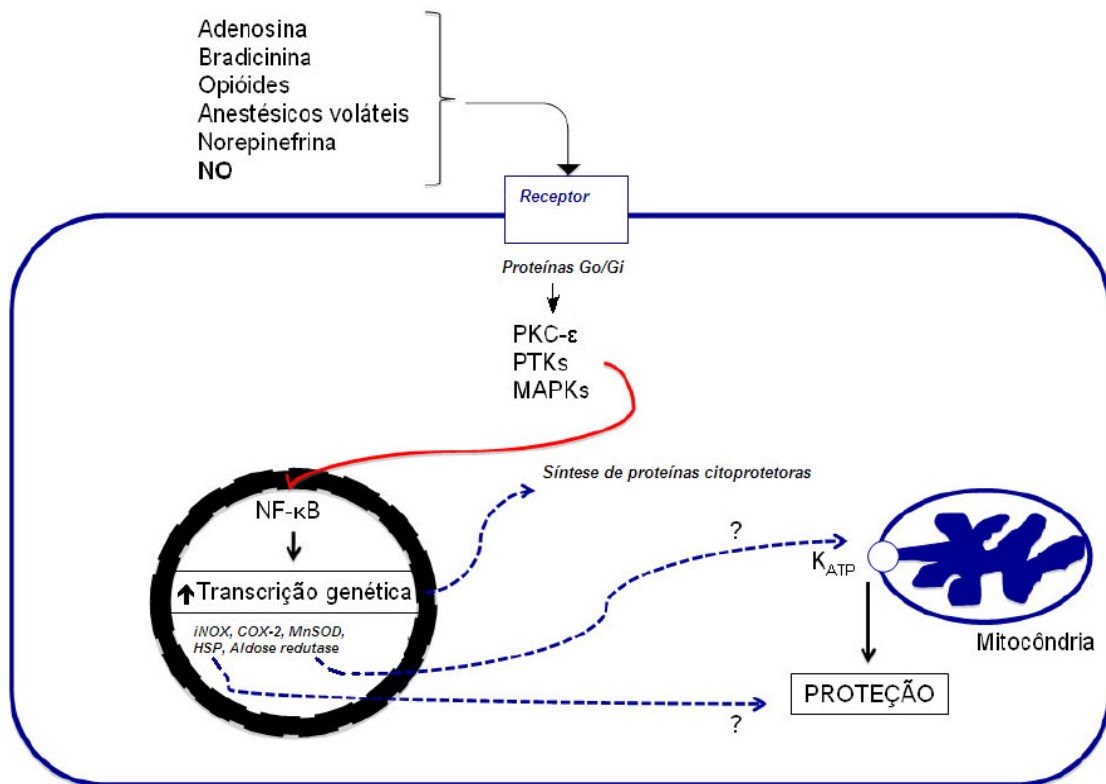 Adenosina
Bradicinina
Opióides
Anestésicos voláteis
Norepinefrina
NO
Receptor
Proteínas Go/Gi
PKC-ε
PTKs
MAPKs
Síntese de proteínas citoprotetoras
NF-κB
?
K_ATP
Transcrição genética
iNOX, COX-2, MnSOD,
HSP, Aldose redutase
Mitocôndria
PROTEÇÃO
?